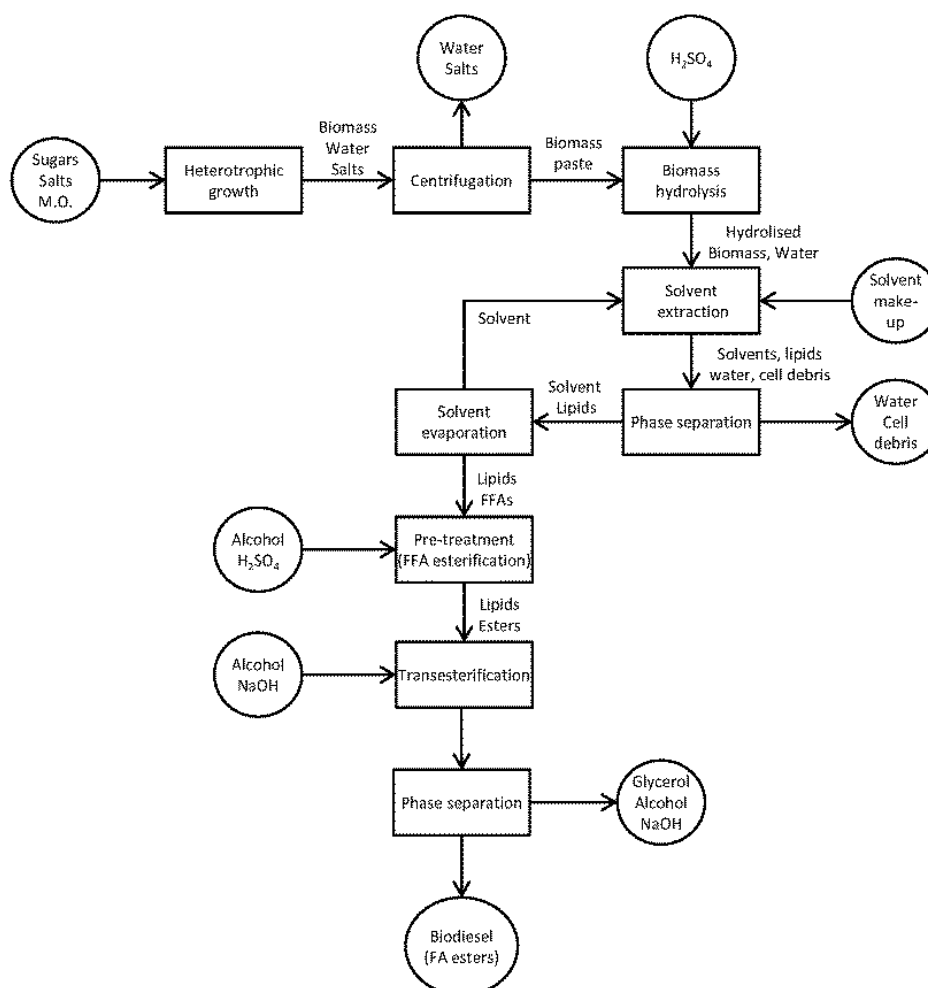 Water
Salts
H₂SO₄
Sugars
Salts
M.O.
Heterotrophic
growth
Biomass
Water
Salts
Centrifugation
Biomass
paste
Biomass
hydrolysis
Hydrolised
Biomass, Water
Solvent
Solvent
extraction
Solvent
make-
up
Solvents, lipids
water, cell debris
Solvent
evaporation
Solvent
Lipids
Phase separation
Water
Cell
debris
Lipids
FFAs
Alcohol
H₂SO₄
Pre-treatment
(FFA esterification)
Lipids
Esters
Alcohol
NaOH
Transesterification
Phase separation
Glycerol
Alcohol
NaOH
Biodiesel
(FA esters)